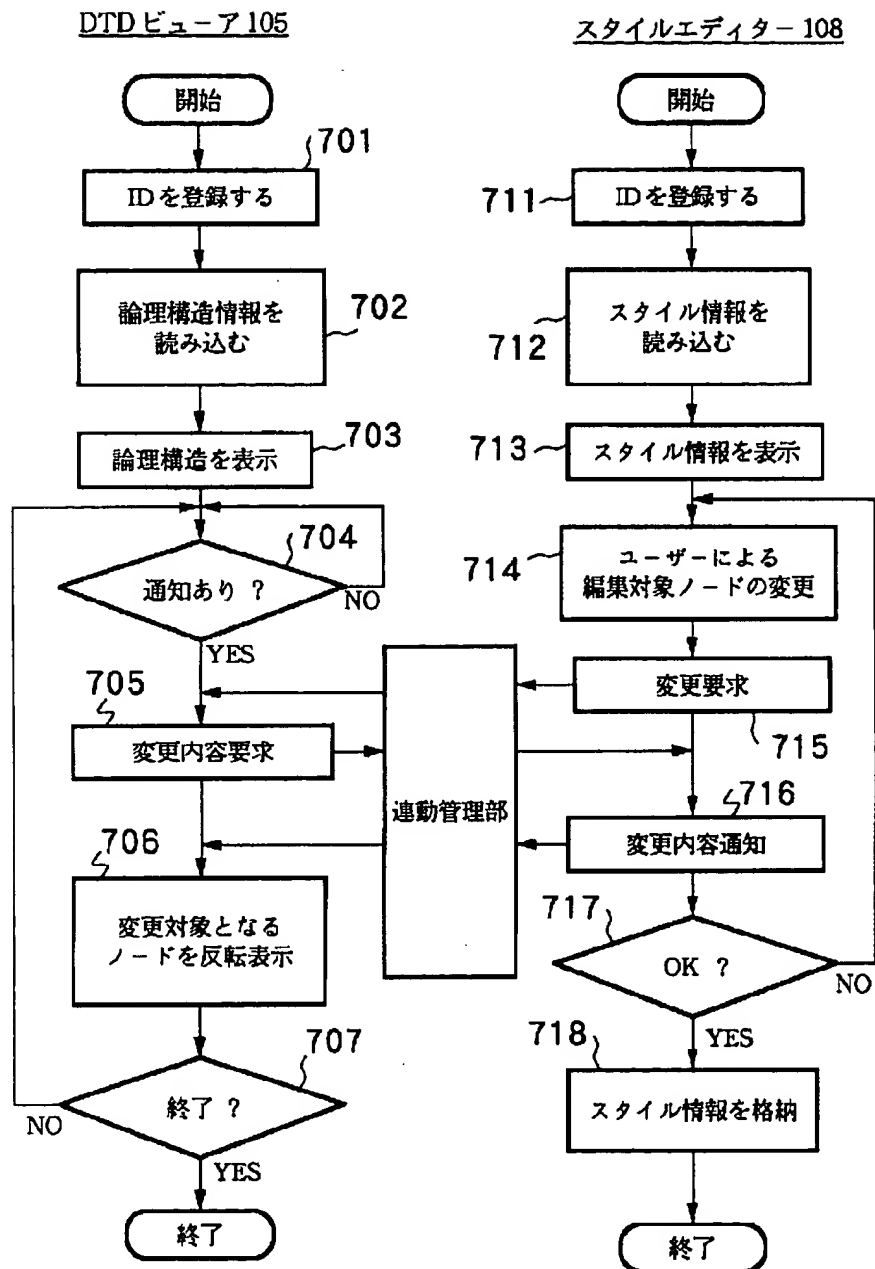 DTDビューア105
開始
701
IDを登録する
論理構造情報を
読み込む
702
論理構造を表示
703
704
通知あり ?
NO
YES
705
変更内容要求
706
変更対象となる
ノードを反転表示
707
終了 ?
NO
YES
終了
連動管理部
スタイルエディター108
開始
711
IDを登録する
スタイル情報を
読み込む
712
713
スタイル情報を表示
714
ユーザーによる
編集対象ノードの変更
変更要求
715
716
変更内容通知
717
OK ?
NO
YES
718
スタイル情報を格納
終了